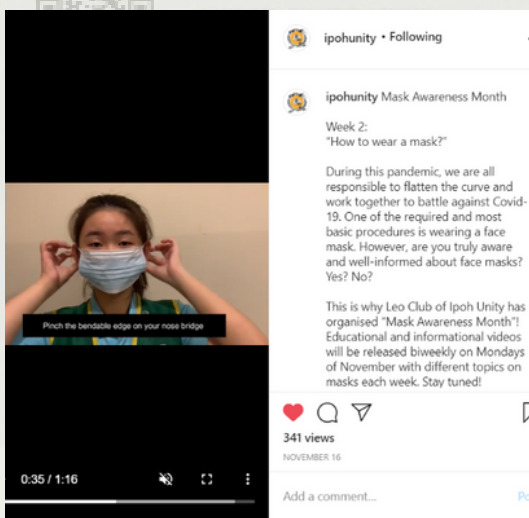 ipohunity • Following
ipohunity Mask Awareness Month
Week 2:
"How to wear a mask?"
During this pandemic, we are all
responsible to flatten the curve and
work together to battle against Covid-
19. One of the required and most
basic procedures is wearing a face
mask. However, are you truly aware
and well-informed about face masks?
Yes? No?
This is why Leo Club of Ipoh Unity has
organised "Mask Awareness Month"!
Educational and informational videos
will be released biweekly on Mondays
of November with different topics on
masks each week. Stay tuned!
Pinch the bendable edge on your nose bridge
0:35 / 1:16
341 views
NOVEMBER 16
Add a comment...